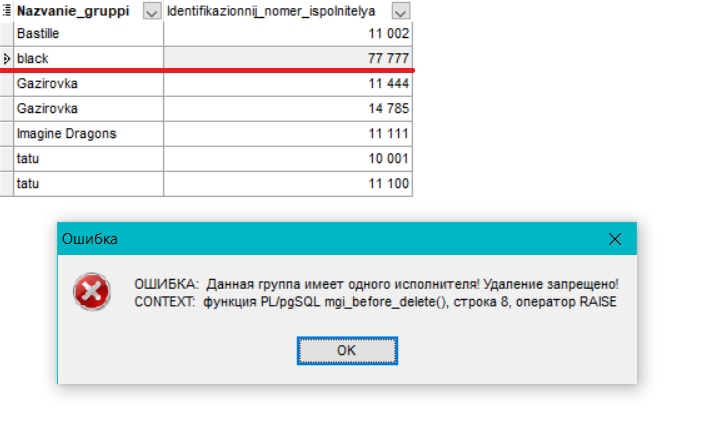 Nazvanie_gruppi Identifikazionnij_nomer_ispolnitelya
Bastille 11 002
black 77 777
Gazirovka 11 444
Gazirovka 14 785
Imagine Dragons 11 111
tatu 10 001
tatu 11 100
Ошибка
ОШИБКА: Данная группа имеет одного исполнителя! Удаление запрещено!
CONTEXT: функция PL/pgSQL mgi_before_delete(), строка 8, оператор RAISE
OK